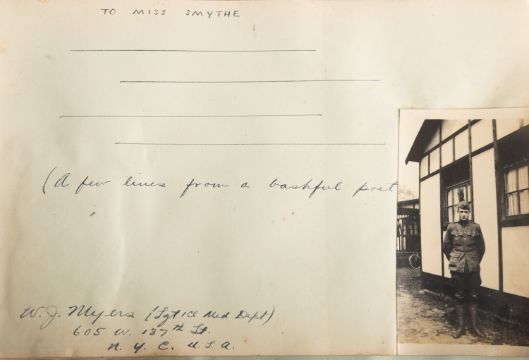 TO MISS SMYTHE
(A few lines from a bashful poet
W. J. Myers (Sgt 1cl Med Dept)
605 W. 137th St.
N. Y. C. U.S.A.